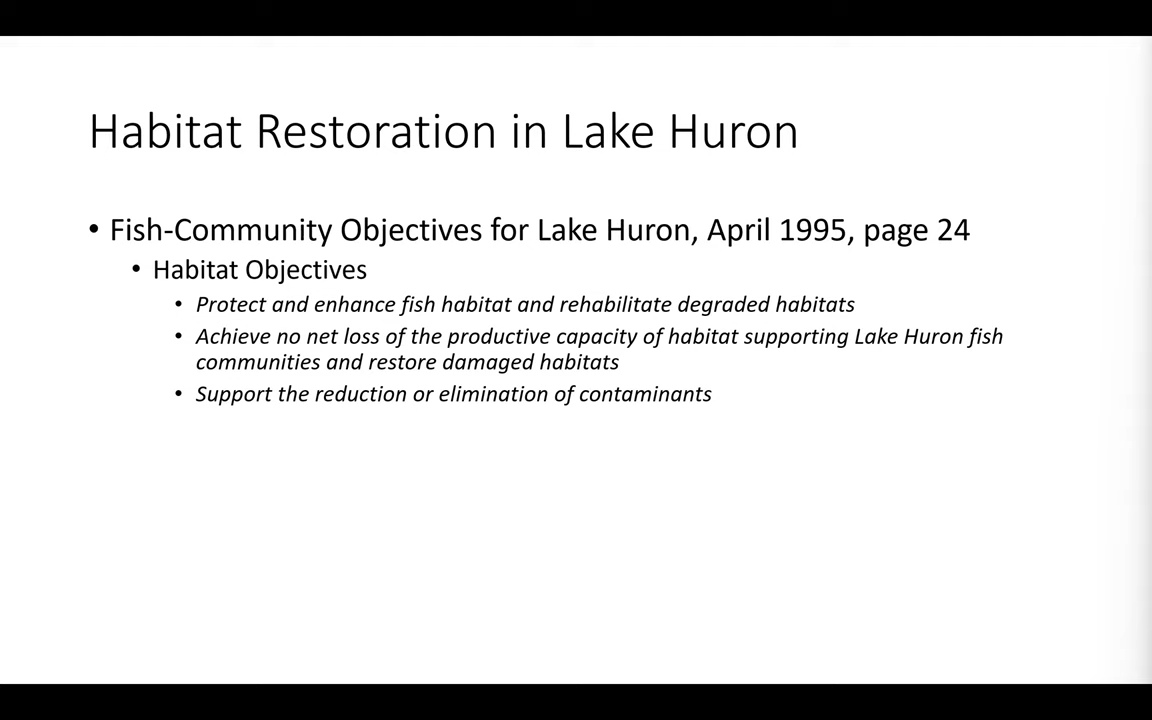 Habitat Restoration in Lake Huron
• Fish-Community Objectives for Lake Huron, April 1995, page 24
• Habitat Objectives
• Protect and enhance fish habitat and rehabilitate degraded habitats
• Achieve no net loss of the productive capacity of habitat supporting Lake Huron fish
communities and restore damaged habitats
• Support the reduction or elimination of contaminants